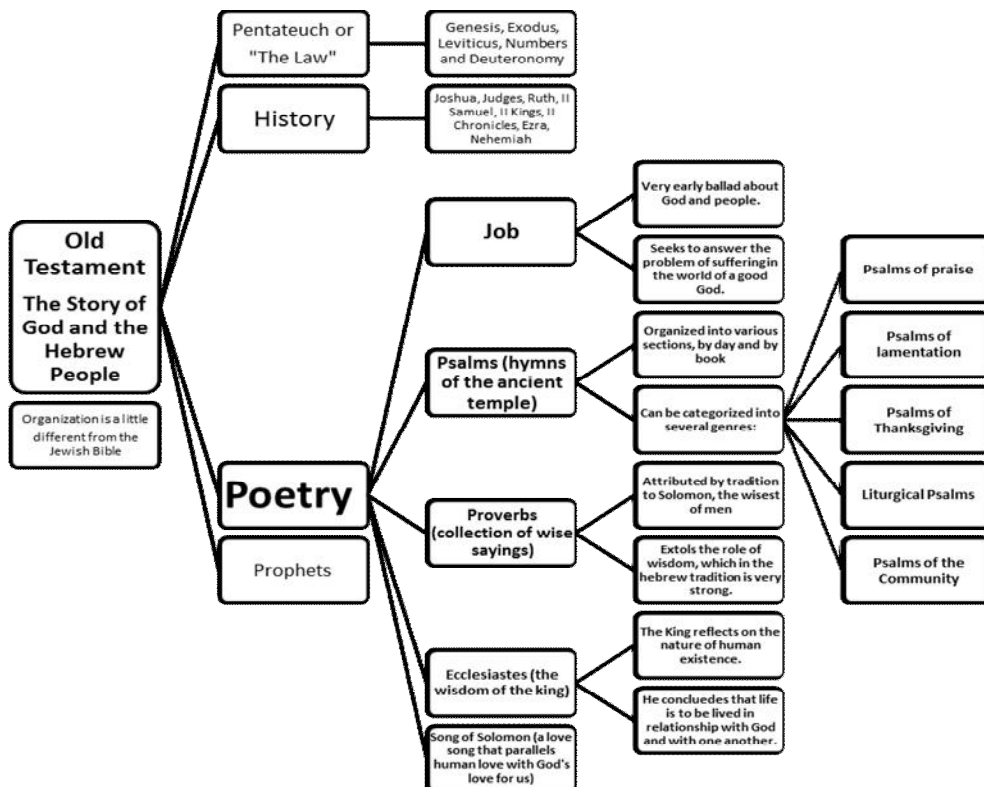 Old
Testament
The Story of
God and the
Hebrew
People
Organization is a little
different from the
Jewish Bible
Pentateuch or
"The Law"
Genesis, Exodus,
Leviticus, Numbers
and Deuteronomy
History
Joshua, Judges, Ruth, II
Samuel, II Kings, II
Chronicles, Ezra,
Nehemiah
Poetry
Job
Very early ballad about
God and people.
Seeks to answer the
problem of suffering in
the world of a good
God.
Psalms (hymns
of the ancient
temple)
Organized into various
sections, by day and by
book
Can be categorized into
several genres:
Psalms of praise
Psalms of
lamentation
Psalms of
Thanksgiving
Liturgical Psalms
Psalms of the
Community
Proverbs
(collection of wise
sayings)
Attributed by tradition
to Solomon, the wisest
of men
Extols the role of
wisdom, which in the
hebrew tradition is very
strong.
Ecclesiastes (the
wisdom of the king)
The King reflects on the
nature of human
existence.
He concluedes that life
is to be lived in
relationship with God
and with one another.
Song of Solomon (a love
song that parallels
human love with God's
love for us)
Prophets